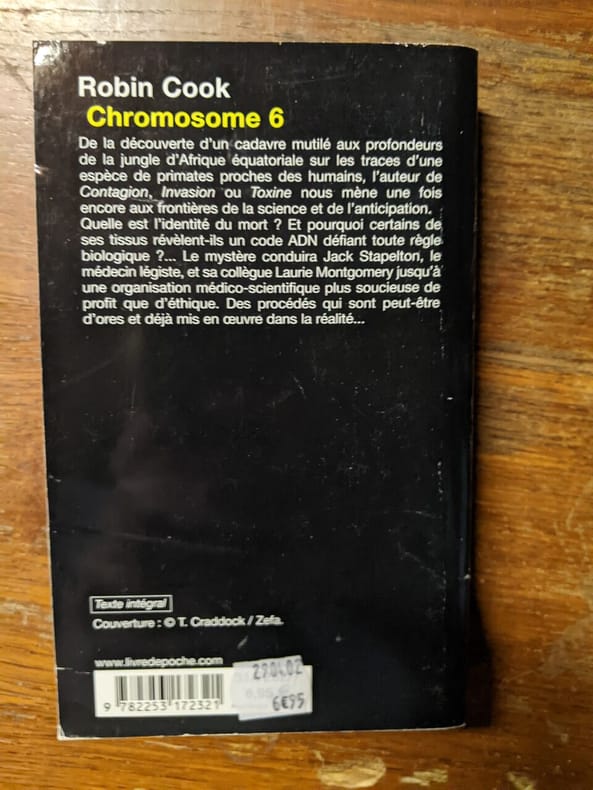 Robin Cook
Chromosome 6
De la découverte d'un cadavre mutilé aux profondeurs
de la jungle d'Afrique équatoriale sur les traces d'une
espèce de primates proches des humains, l'auteur de
Contagion, Invasion ou Toxine nous mène une fois
encore aux frontières de la science et de l'anticipation.
Quelle est l'identité du mort ? Et pourquoi certains de
ses tissus révèlent-ils un code ADN défiant toute règle
biologique ?... Le mystère conduira Jack Stapelton, le
médecin légiste, et sa collègue Laurie Montgomery jusqu'à
une organisation médico-scientifique plus soucieuse de
profit que d'éthique. Des procédés qui sont peut-être
d'ores et déjà mis en œuvre dans la réalité...
Texte intégral
Couverture : © T. Craddock / Zefa.
www.livredepoche.com
29.04.02
6€95
9 782253 172321